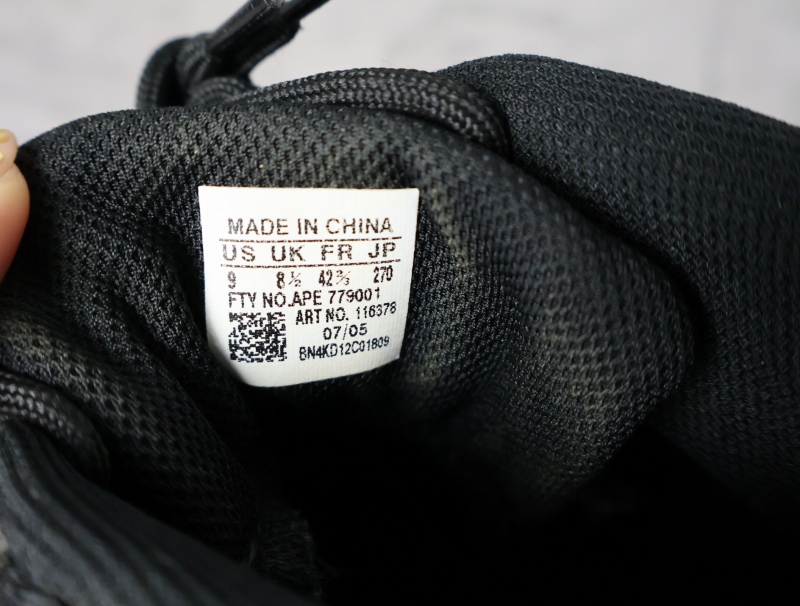 MADE IN CHINA
US UK FR JP
9 8½ 42⅔ 270
FTY NO.APE 779001
ART NO. 116378
07/05
BN4KD12C01809